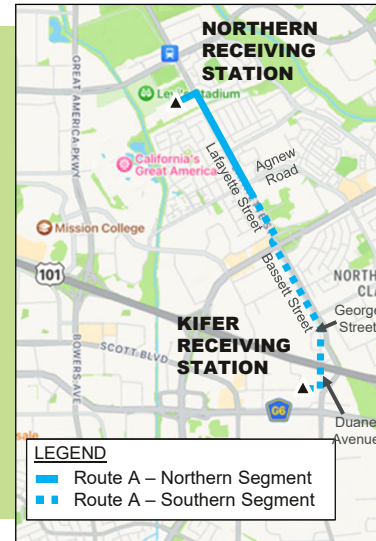 NORTHERN
RECEIVING
STATION
GREAT AMERICA PKWY
Levi's Stadium
California's
Great America
Agnew
Road
Lafayette Street
Mission College
Bassett Street
101
NORTH
CLA
George
Street
KIFER
RECEIVING
STATION
SCOTT BLVD
BOWERS AVE
G6
Duane
Avenue
sale
LEGEND
Route A – Northern Segment
Route A – Southern Segment